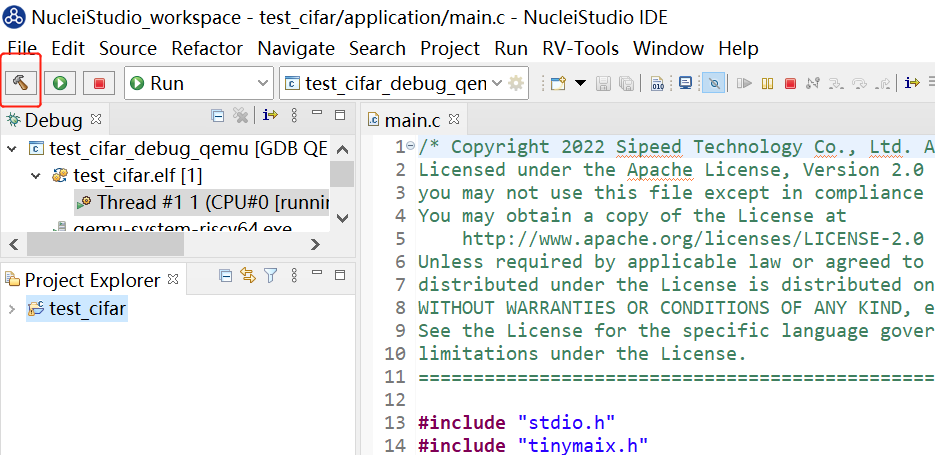 NucleiStudio_workspace - test_cifar/application/main.c - NucleiStudio IDE
File Edit Source Refactor Navigate Search Project Run RV-Tools Window Help
Run test_cifar_debug_qem
Debug
test_cifar_debug_qemu [GDB QE
test_cifar.elf [1]
Thread #1 1 (CPU#0 [runnin
qemu-system-riscv64.exe
Project Explorer
test_cifar
main.c
1 /* Copyright 2022 Sipeed Technology Co., Ltd. A
2 Licensed under the Apache License, Version 2.0
3 you may not use this file except in compliance
4 You may obtain a copy of the License at
5 http://www.apache.org/licenses/LICENSE-2.0
6 Unless required by applicable law or agreed to
7 distributed under the License is distributed on
8 WITHOUT WARRANTIES OR CONDITIONS OF ANY KIND, e
9 See the License for the specific language gover
10 limitations under the License.
11 ===============================================
12
13 #include "stdio.h"
14 #include "tinymaix.h"